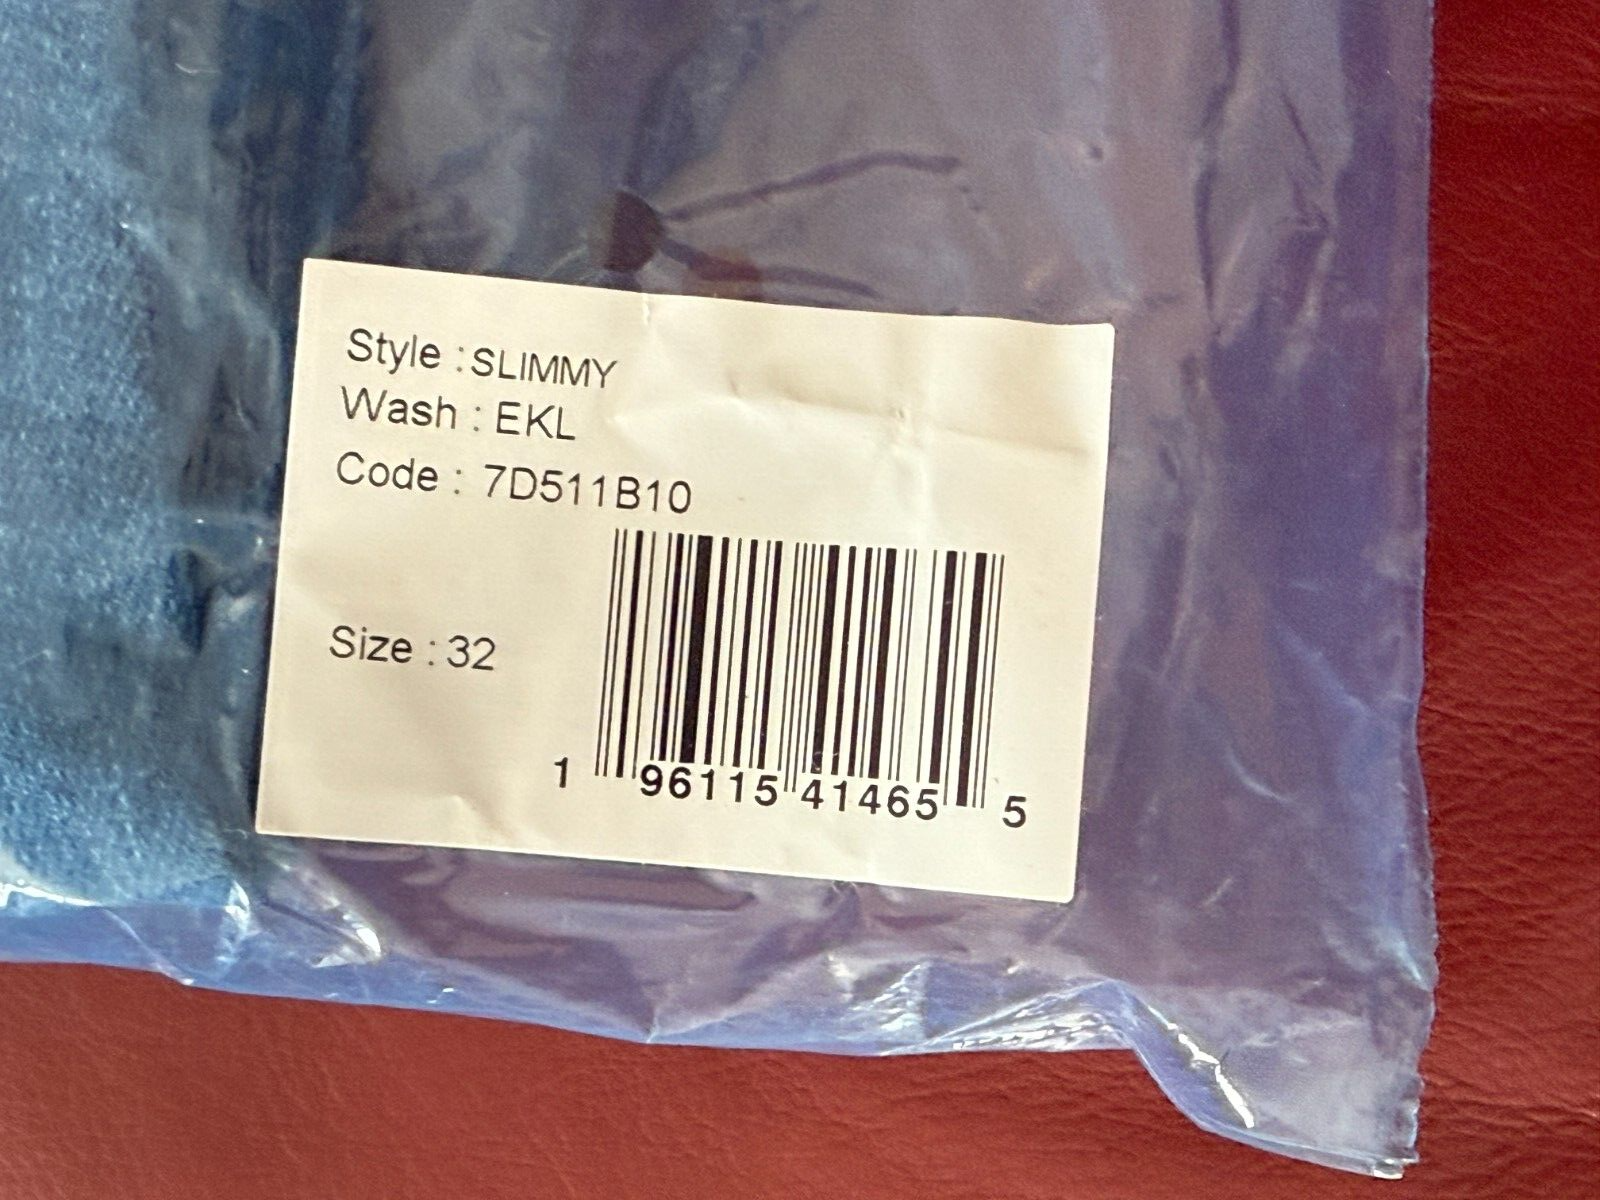 Style : SLIMMY
Wash : EKL
Code : 7D511B10
Size : 32
1 96115 41465 5